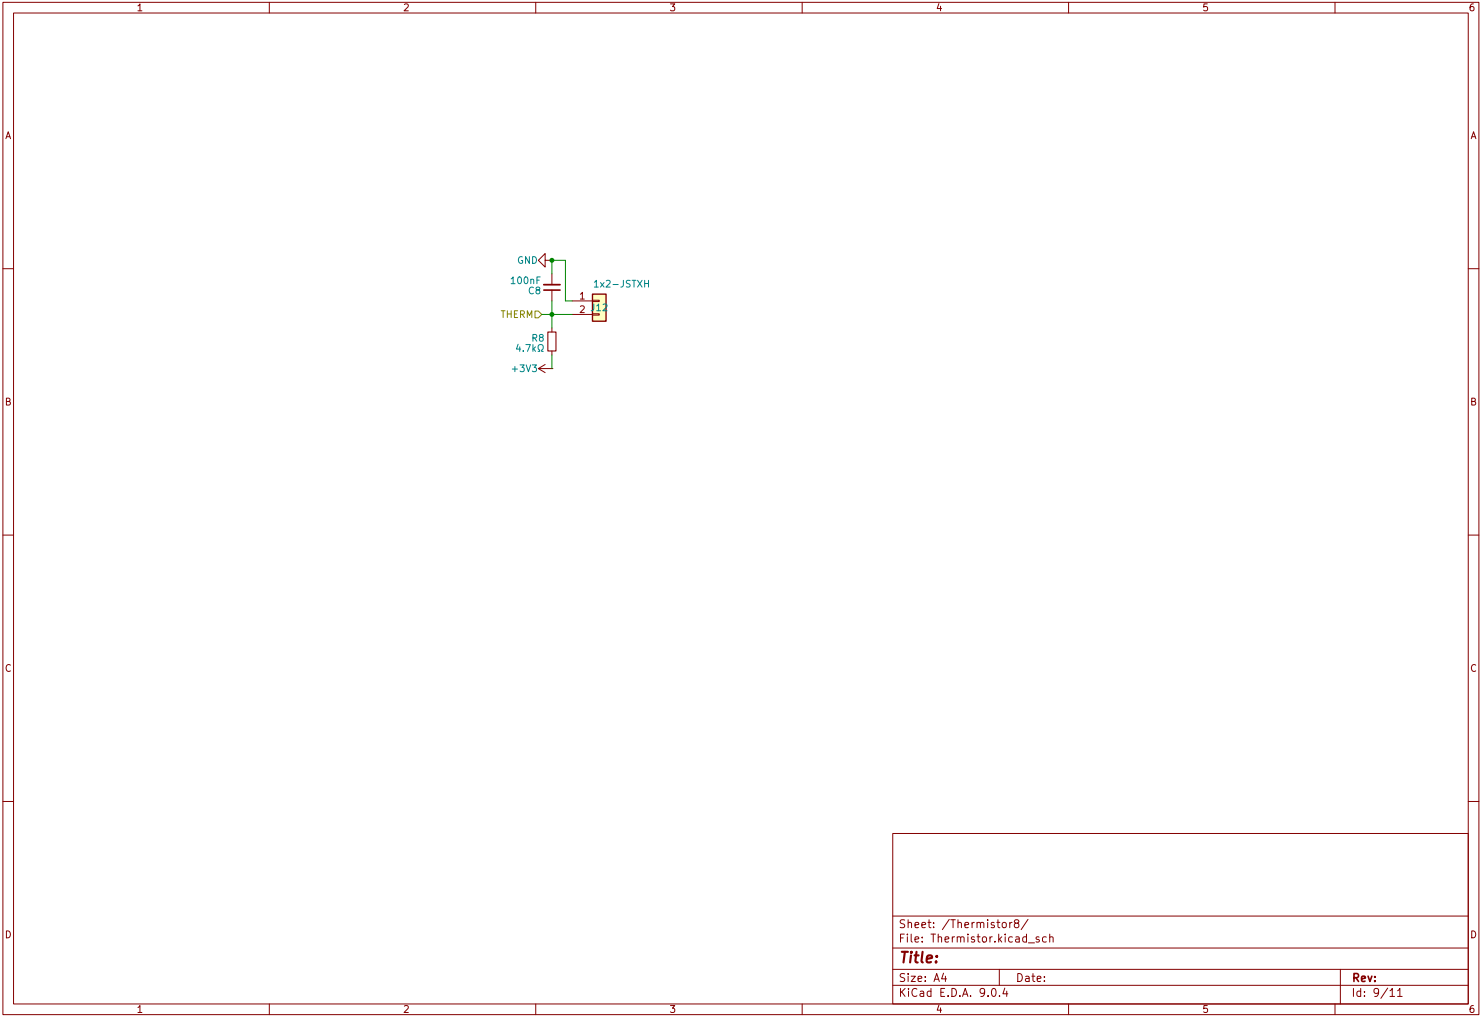 1 2 3 4 5 6
A A
GND
100nF
C8
1x2-JSTXH
1
J12
THERM
2
R8
4.7kΩ
+3V3
B B
C C
Sheet: /Thermistor8/
File: Thermistor.kicad_sch
D D
Title:
Size: A4 Date: Rev:
KiCad E.D.A. 9.0.4 Id: 9/11
1 2 3 4 5 6